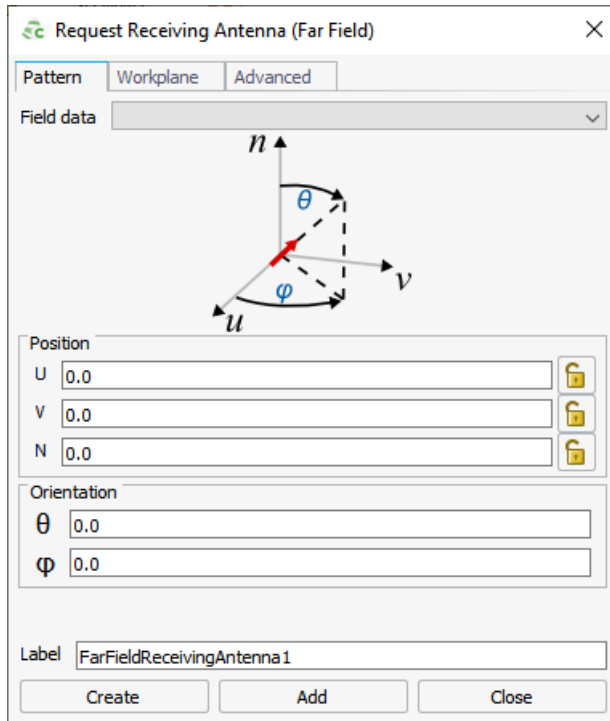 Request Receiving Antenna (Far Field)
Pattern Workplane Advanced
Field data
n
θ
v
φ
u
Position
U 0.0
V 0.0
N 0.0
Orientation
θ 0.0
φ 0.0
Label FarFieldReceivingAntenna1
Create Add Close